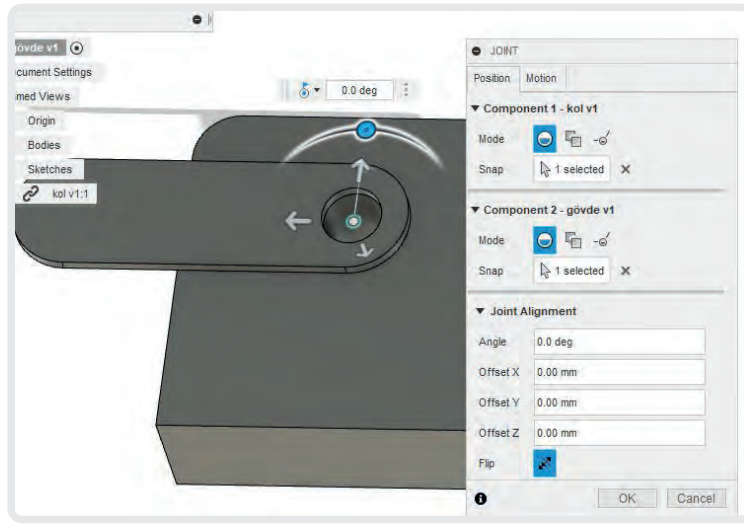 gövde v1
cument Settings
med Views
Origin
Bodies
Sketches
kol v1:1
0.0 deg
JOINT
Position Motion
Component 1 - kol v1
Mode
Snap 1 selected
Component 2 - gövde v1
Mode
Snap 1 selected
Joint Alignment
Angle 0.0 deg
Offset X 0.00 mm
Offset Y 0.00 mm
Offset Z 0.00 mm
Flip
OK Cancel